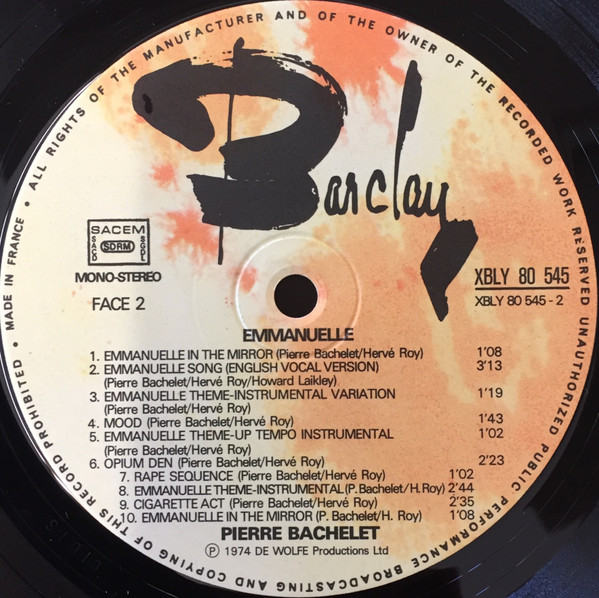 ALL RIGHTS OF THE MANUFACTURER AND OF THE OWNER OF THE RECORDED WORK RESERVED UNAUTHORIZED PUBLIC PERFORMANCE BROADCASTING AND COPYING OF THIS RECORD PROHIBITED • MADE IN FRANCE •
Barclay
SACEM
SACD SDRM SGDL
MONO-STEREO
FACE 2
XBLY 80 545
XBLY 80 545 - 2
EMMANUELLE
1. EMMANUELLE IN THE MIRROR (Pierre Bachelet/Hervé Roy) 1'08
2. EMMANUELLE SONG (ENGLISH VOCAL VERSION) 3'13
(Pierre Bachelet/Hervé Roy/Howard Laikley)
3. EMMANUELLE THEME-INSTRUMENTAL VARIATION 1'19
(Pierre Bachelet/Hervé Roy)
4. MOOD (Pierre Bachelet/Hervé Roy) 1'43
5. EMMANUELLE THEME-UP TEMPO INSTRUMENTAL 1'02
(Pierre Bachelet/Hervé Roy)
6. OPIUM DEN (Pierre Bachelet/Hervé Roy) 2'23
7. RAPE SEQUENCE (Pierre Bachelet/Hervé Roy) 1'02
8. EMMANUELLE THEME-INSTRUMENTAL (P. Bachelet/H. Roy) 2'44
9. CIGARETTE ACT (Pierre Bachelet/Hervé Roy) 2'35
10. EMMANUELLE IN THE MIRROR (P. Bachelet/H. Roy) 1'08
PIERRE BACHELET
℗ 1974 DE WOLFE Productions Ltd